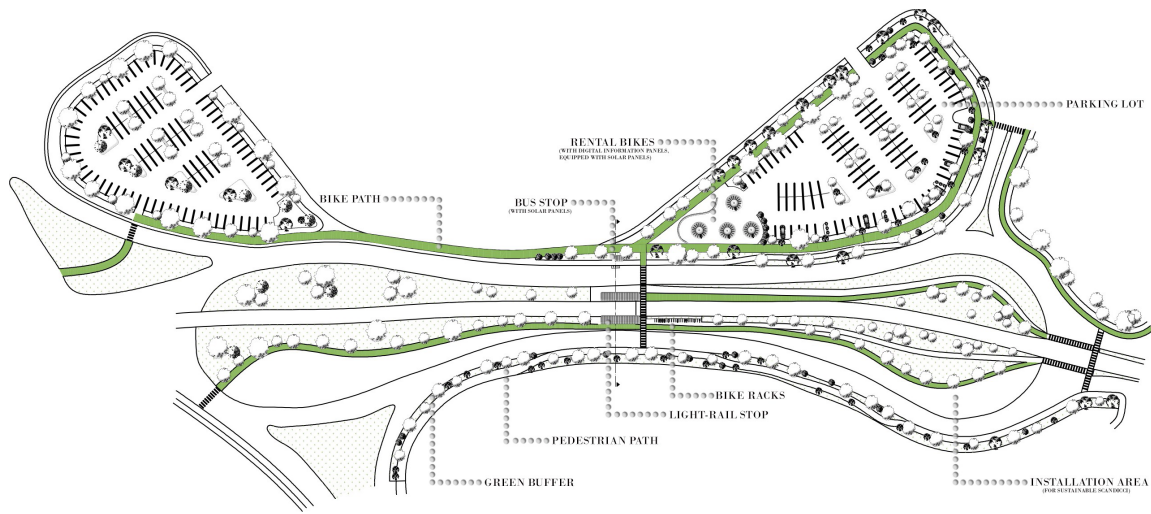 PARKING LOT
RENTAL BIKES
(WITH DIGITAL INFORMATION PANELS,
EQUIPPED WITH SOLAR PANELS)
BIKE PATH
BUS STOP
(WITH SOLAR PANELS)
BIKE RACKS
LIGHT-RAIL STOP
PEDESTRIAN PATH
GREEN BUFFER
INSTALLATION AREA
(FOR SUSTAINABLE SCANDICCI)